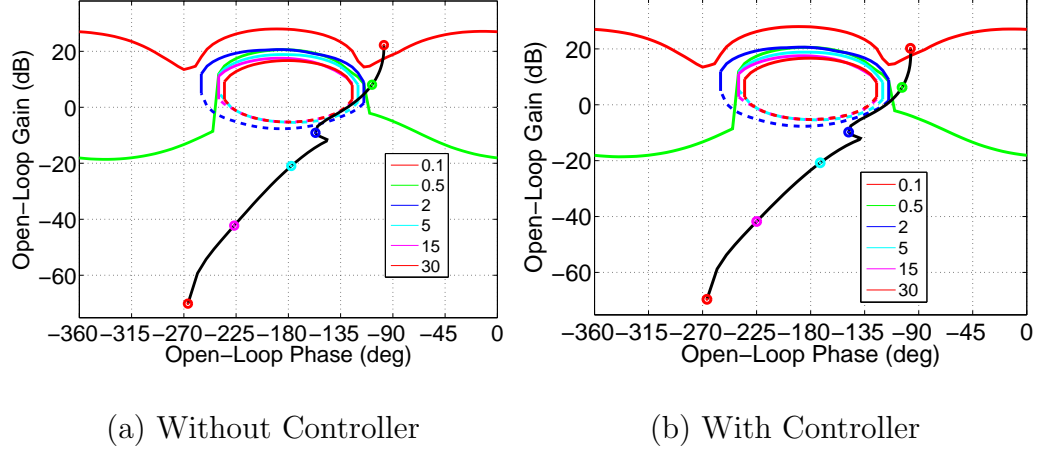 Open−Loop Gain (dB)
20
0
−20
−40
−60
0.1
0.5
2
5
15
30
−360 −315 −270 −225 −180 −135 −90 −45 0
Open−Loop Phase (deg)
(a) Without Controller
Open−Loop Gain (dB)
20
0
−20
−40
−60
0.1
0.5
2
5
15
30
−360 −315 −270 −225 −180 −135 −90 −45 0
Open−Loop Phase (deg)
(b) With Controller